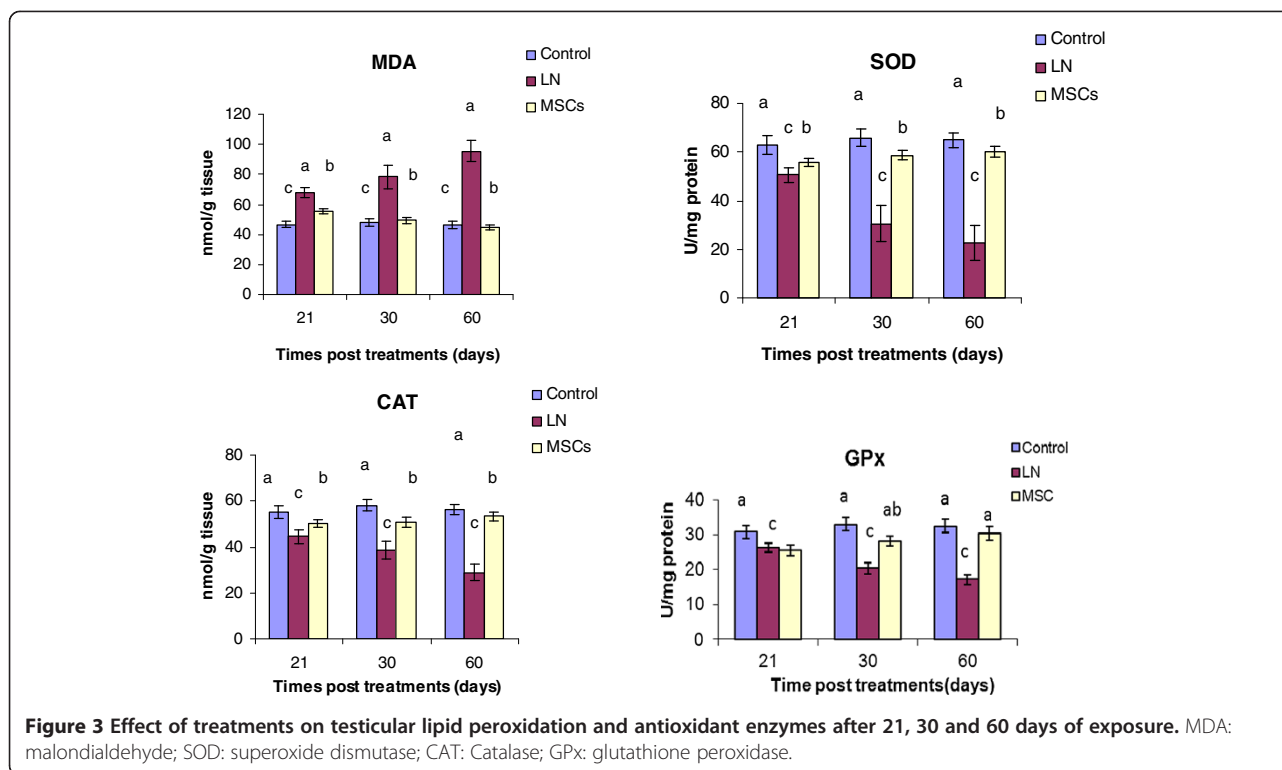 MDA
Control
LN
MSCs
nmol/g tissue
120
100
80
60
40
20
0
c a b
c a b
c a b
21 30 60
Times post treatments (days)
SOD
Control
LN
MSCs
U/mg protein
80
60
40
20
0
a c b
a c b
a c b
21 30 60
Times post treatments (days)
CAT
Control
LN
MSCs
nmol/g tissue
80
60
40
20
0
a c b
a c b
a c b
21 30 60
Times post treatments (days)
GPx
Control
LN
MSC
U/mg protein
40
30
20
10
0
a c
a c ab
a c a
21 30 60
Time post treatments(days)
Figure 3 Effect of treatments on testicular lipid peroxidation and antioxidant enzymes after 21, 30 and 60 days of exposure. MDA:
malondialdehyde; SOD: superoxide dismutase; CAT: Catalase; GPx: glutathione peroxidase.